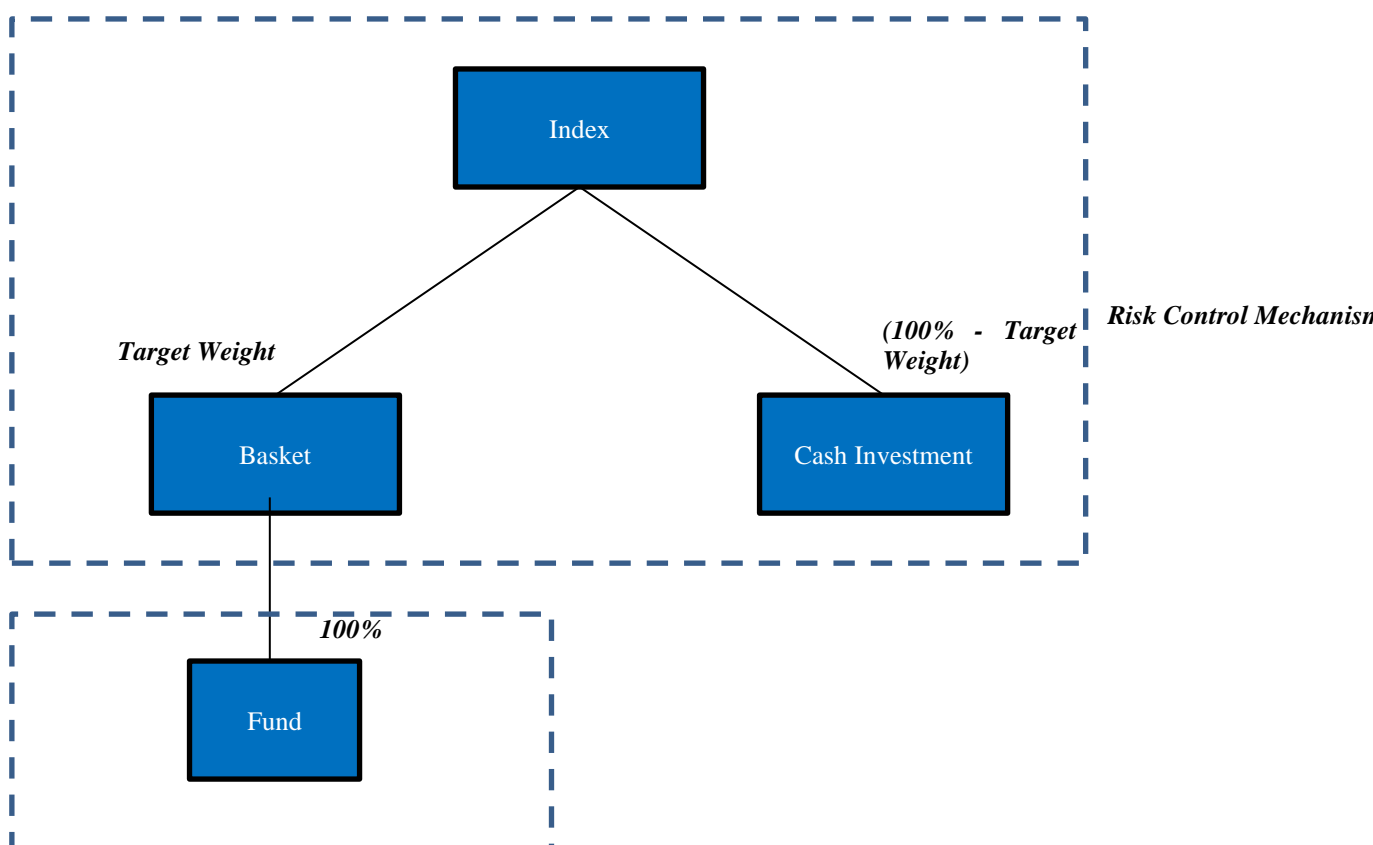 Index
(100% - Target
Weight)
Risk Control Mechanism
Target Weight
Basket
Cash Investment
100%
Fund